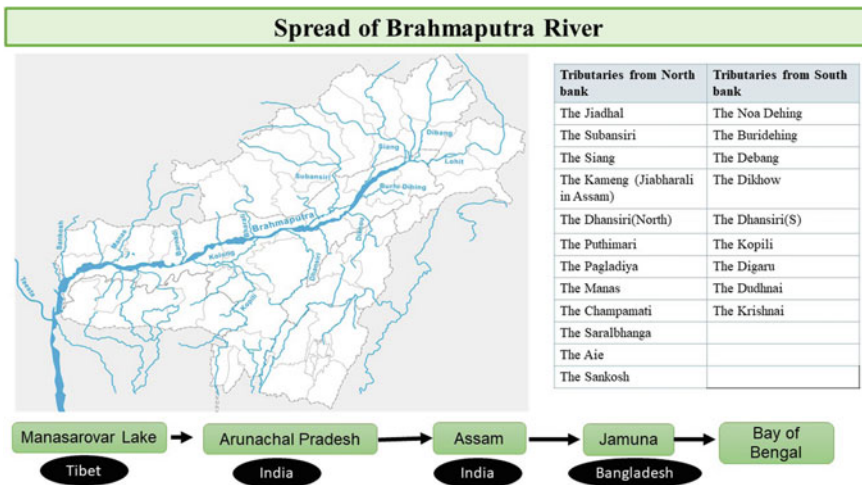 Spread of Brahmaputra River
Tributaries from North bank
Tributaries from South bank
The Jiadhal
The Noa Dehing
The Subansiri
The Buridehing
The Siang
The Debang
The Kameng (Jiabharali in Assam)
The Dikhow
The Dhansiri(North)
The Dhansiri(S)
The Puthimari
The Kopili
The Pagladiya
The Digaru
The Manas
The Dudhnai
The Champamati
The Krishnai
The Saralbhanga
The Aie
The Sankosh
Dibang
Siang
Lohit
Subansiri
Burhi-Dihing
Brahmaputra
Manas
Kalong
Dhansiri
Kopili
Teesta
Manasarovar Lake
Arunachal Pradesh
Assam
Jamuna
Bay of
Bengal
Tibet
India
India
Bangladesh